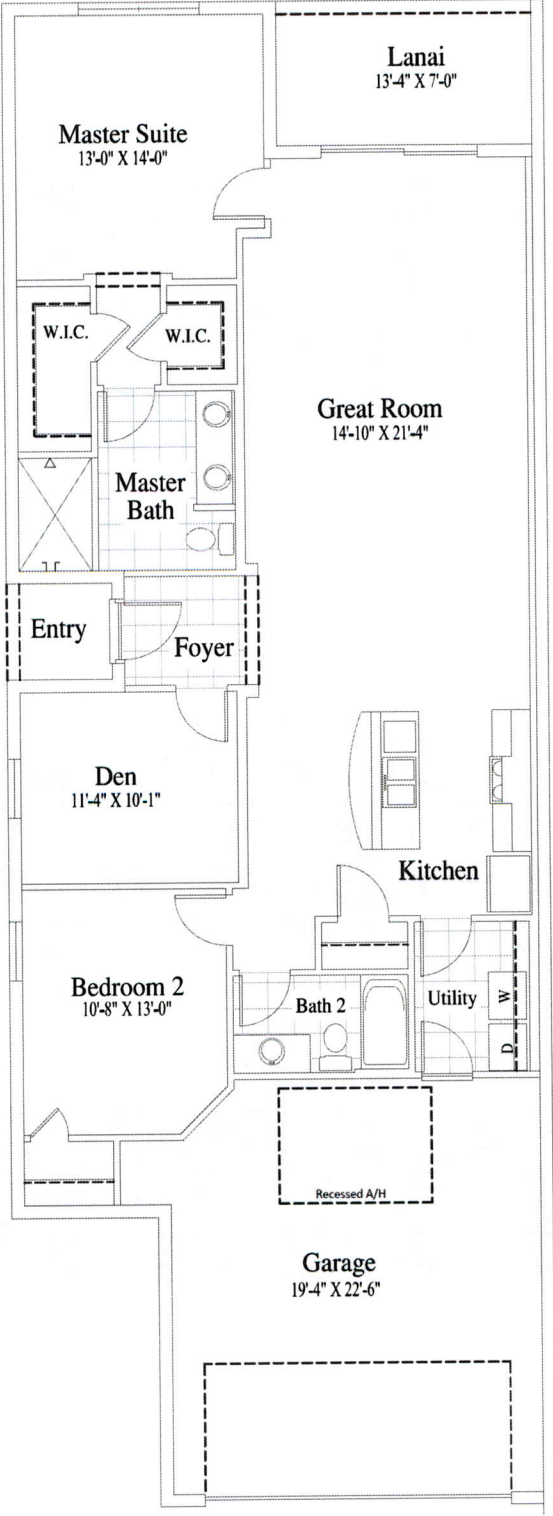 Lanai
13'-4" X 7'-0"
Master Suite
13'-0" X 14'-0"
W.I.C.
W.I.C.
Great Room
14'-10" X 21'-4"
Master
Bath
Entry
Foyer
Den
11'-4" X 10'-1"
Kitchen
Bedroom 2
10'-8" X 13'-0"
Bath 2
Utility
W
D
Recessed A/H
Garage
19'-4" X 22'-6"